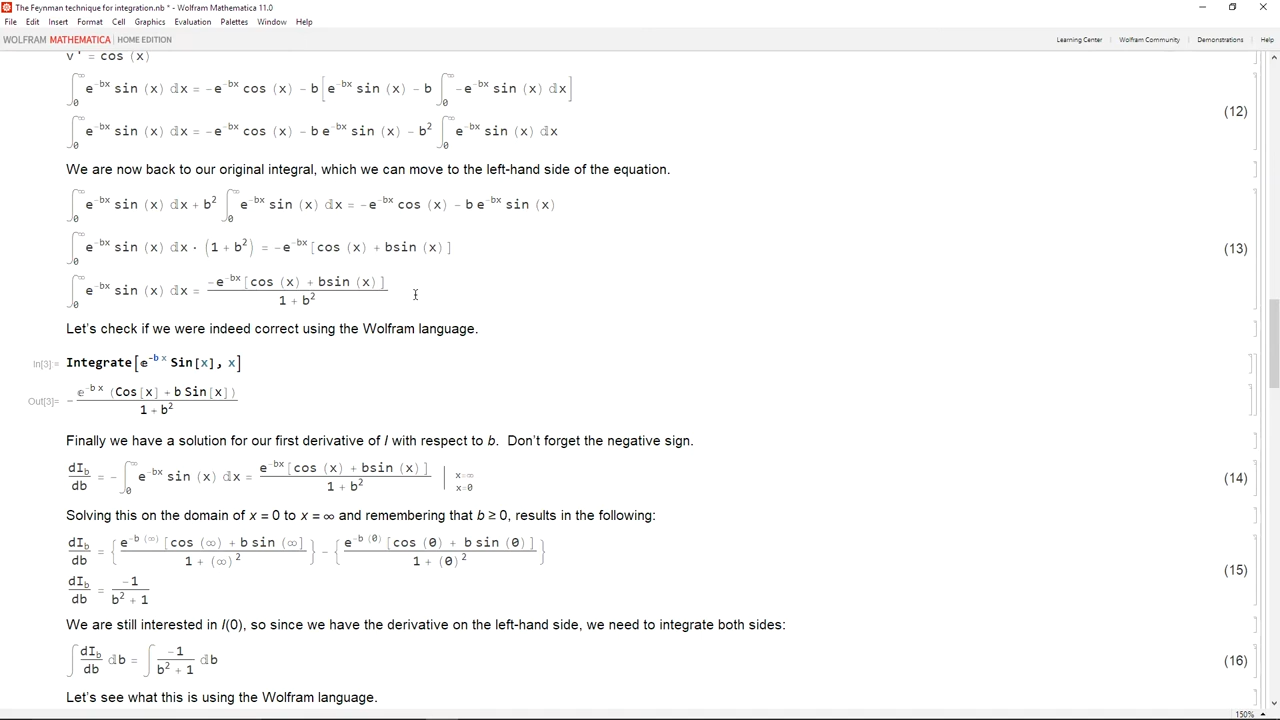 The Feynman technique for integration.nb * - Wolfram Mathematica 11.0
File Edit Insert Format Cell Graphics Evaluation Palettes Window Help
WOLFRAM MATHEMATICA | HOME EDITION Learning Center Wolfram Community Demonstrations Help
v' = cos (x)
∫₀^∞ e^-bx sin (x) ⅆx = -e^-bx cos (x) - b[e^-bx sin (x) - b ∫₀^∞ -e^-bx sin (x) ⅆx]
(12)
∫₀^∞ e^-bx sin (x) ⅆx = -e^-bx cos (x) - b e^-bx sin (x) - b² ∫₀^∞ e^-bx sin (x) ⅆx
We are now back to our original integral, which we can move to the left-hand side of the equation.
∫₀^∞ e^-bx sin (x) ⅆx + b² ∫₀^∞ e^-bx sin (x) ⅆx = -e^-bx cos (x) - b e^-bx sin (x)
∫₀^∞ e^-bx sin (x) ⅆx · (1 + b²) = -e^-bx [cos (x) + bsin (x) ] (13)
∫₀^∞ e^-bx sin (x) ⅆx = -e^-bx [cos (x) + bsin (x) ] / 1 + b²
Let's check if we were indeed correct using the Wolfram language.
In[3]:= Integrate[ⅇ^-b x Sin[x], x]
Out[3]= - ⅇ^-b x (Cos[x] + b Sin[x]) / 1 + b²
Finally we have a solution for our first derivative of I with respect to b. Don't forget the negative sign.
dI_b / db = - ∫₀^∞ e^-bx sin (x) ⅆx = e^-bx [cos (x) + bsin (x) ] / 1 + b² | x=∞ x=0 (14)
Solving this on the domain of x = 0 to x = ∞ and remembering that b ≥ 0, results in the following:
dI_b / db = { e^-b (∞) [cos (∞) + b sin (∞] / 1 + (∞)² } - { e^-b (0) [cos (0) + b sin (0) ] / 1 + (0)² }
(15)
dI_b / db = -1 / b² + 1
We are still interested in I(0), so since we have the derivative on the left-hand side, we need to integrate both sides:
∫ dI_b / db ⅆb = ∫ -1 / b² + 1 ⅆb (16)
Let's see what this is using the Wolfram language.
150%